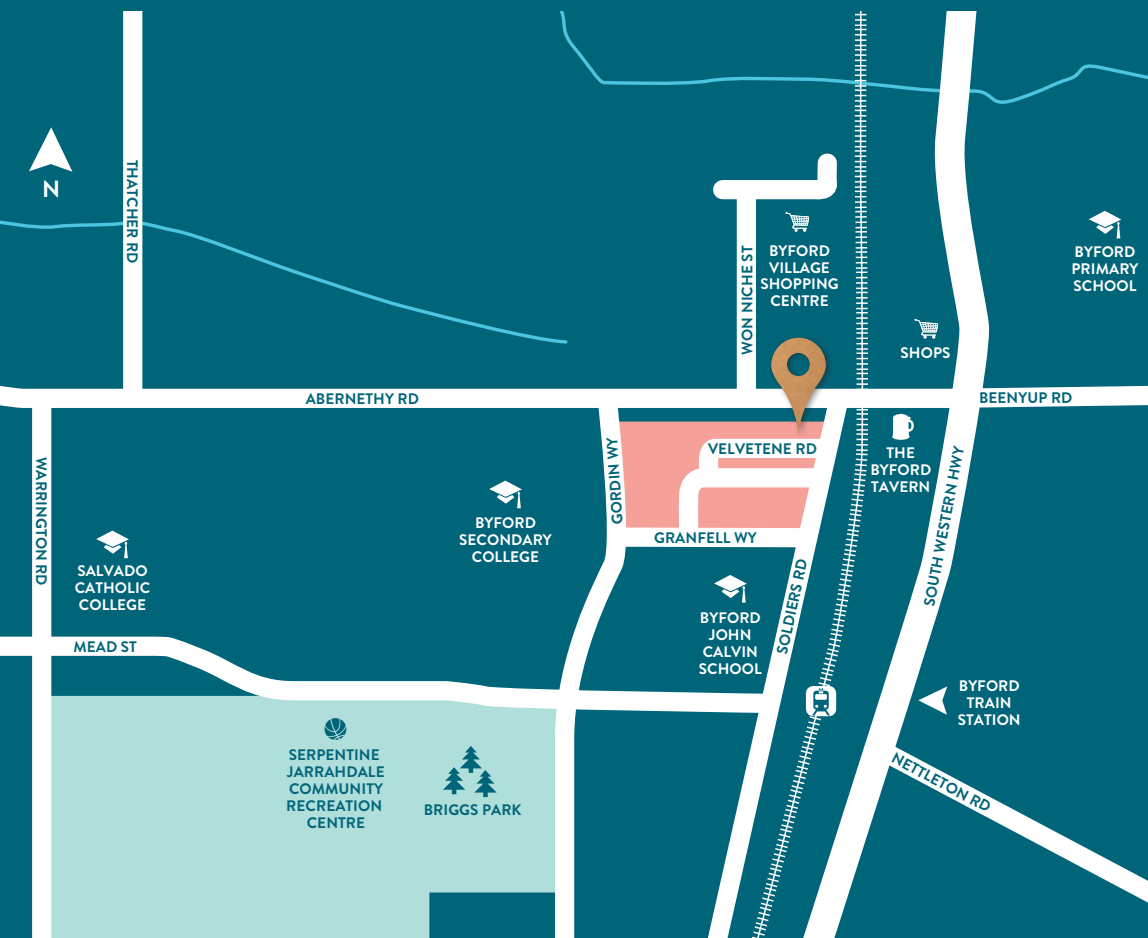 N
THATCHER RD
WON NICHE ST
BYFORD
VILLAGE
SHOPPING
CENTRE
BYFORD
PRIMARY
SCHOOL
SHOPS
ABERNETHY RD
BEENYUP RD
WARRINGTON RD
GORDIN WY
VELVETENE RD
THE
BYFORD
TAVERN
SOUTH WESTERN HWY
BYFORD
SECONDARY
COLLEGE
GRANFELL WY
SALVADO
CATHOLIC
COLLEGE
SOLDIERS RD
BYFORD
JOHN
CALVIN
SCHOOL
MEAD ST
BYFORD
TRAIN
STATION
SERPENTINE
JARRAHDALE
COMMUNITY
RECREATION
CENTRE
BRIGGS PARK
NETTLETON RD